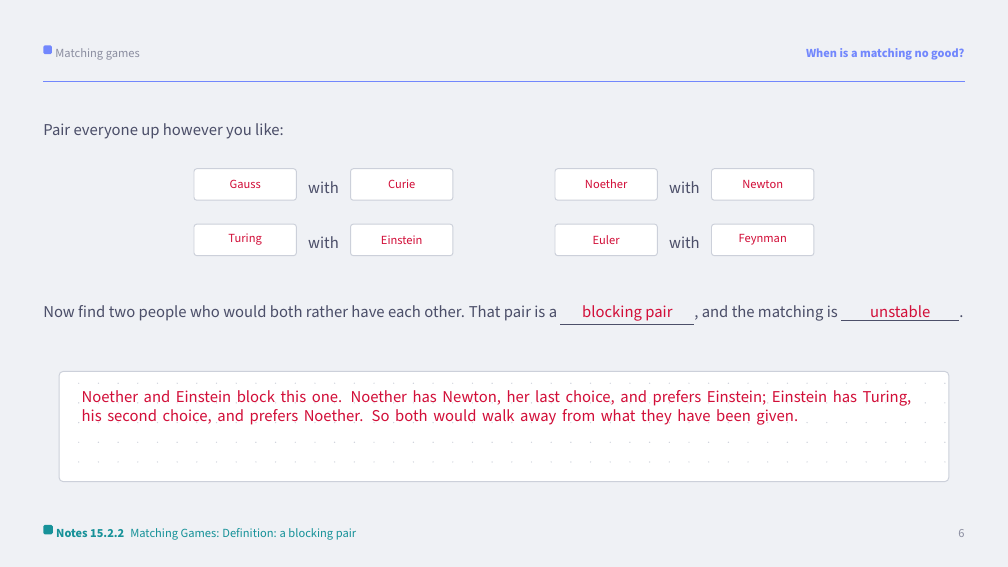 Matching games
When is a matching no good?
Pair everyone up however you like:
Gauss with Curie
Noether with Newton
Turing with Einstein
Euler with Feynman
Now find two people who would both rather have each other. That pair is a blocking pair, and the matching is unstable.
Noether and Einstein block this one. Noether has Newton, her last choice, and prefers Einstein; Einstein has Turing,
his second choice, and prefers Noether. So both would walk away from what they have been given.
Notes 15.2.2 Matching Games: Definition: a blocking pair
6